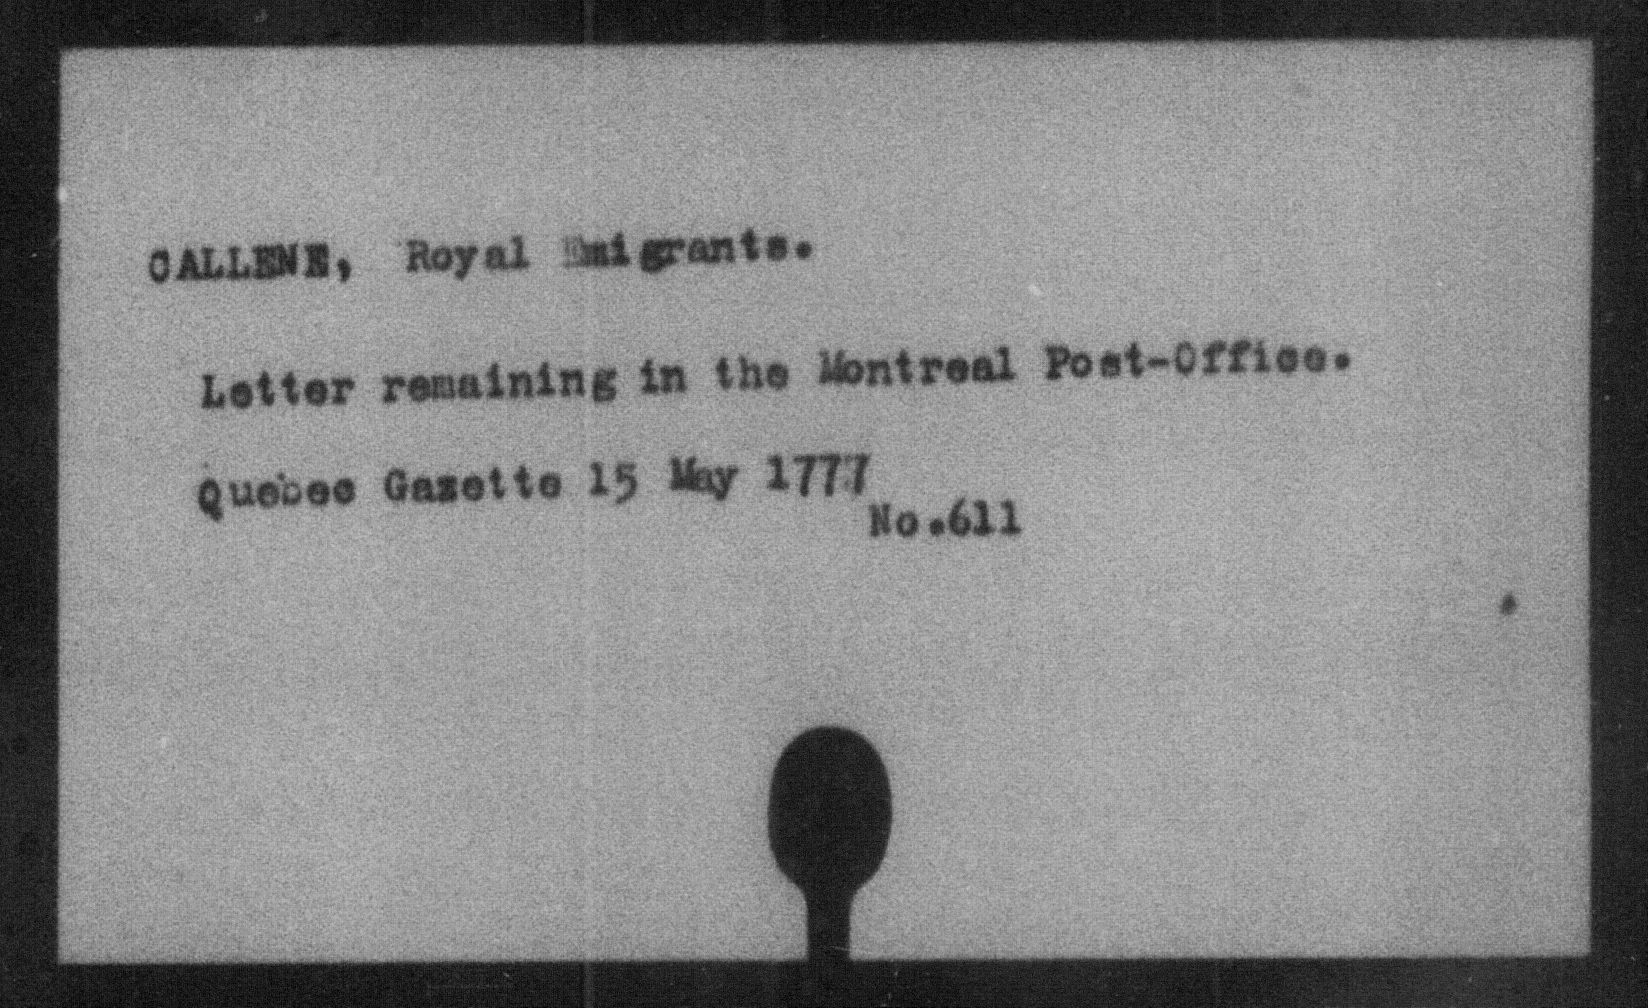 CALLENE, Royal Emigrants.
Letter remaining in the Montreal Post-Office.
Quebec Gazette 15 May 1777
No.611